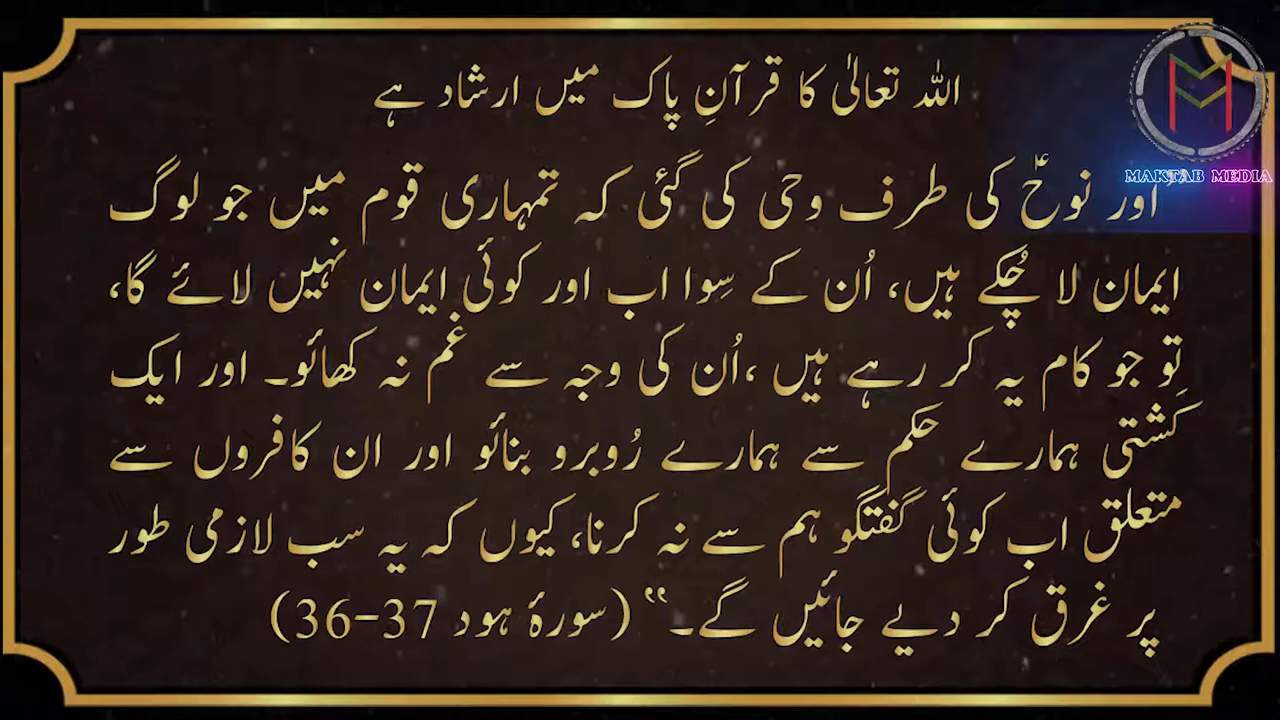 اللہ تعالیٰ کا قرآنِ پاک میں ارشاد ہے
MAKTAB MEDIA
"اور نوحؑ کی طرف وحی کی گئی کہ تمہاری قوم میں جو لوگ
ایمان لا چُکے ہیں، اُن کے سِوا اب اور کوئی ایمان نہیں لائے گا،
تو جو کام یہ کر رہے ہیں ،اُن کی وجہ سے غم نہ کھائو۔ اور ایک
کشتی ہمارے حکم سے ہمارے رُوبرو بنائو اور ان کافروں سے
متعلق اب کوئی گفتگو ہم سے نہ کرنا، کیوں کہ یہ سب لازمی طور
پر غرق کر دیے جائیں گے۔“ (سورۂ ہود 37-36)